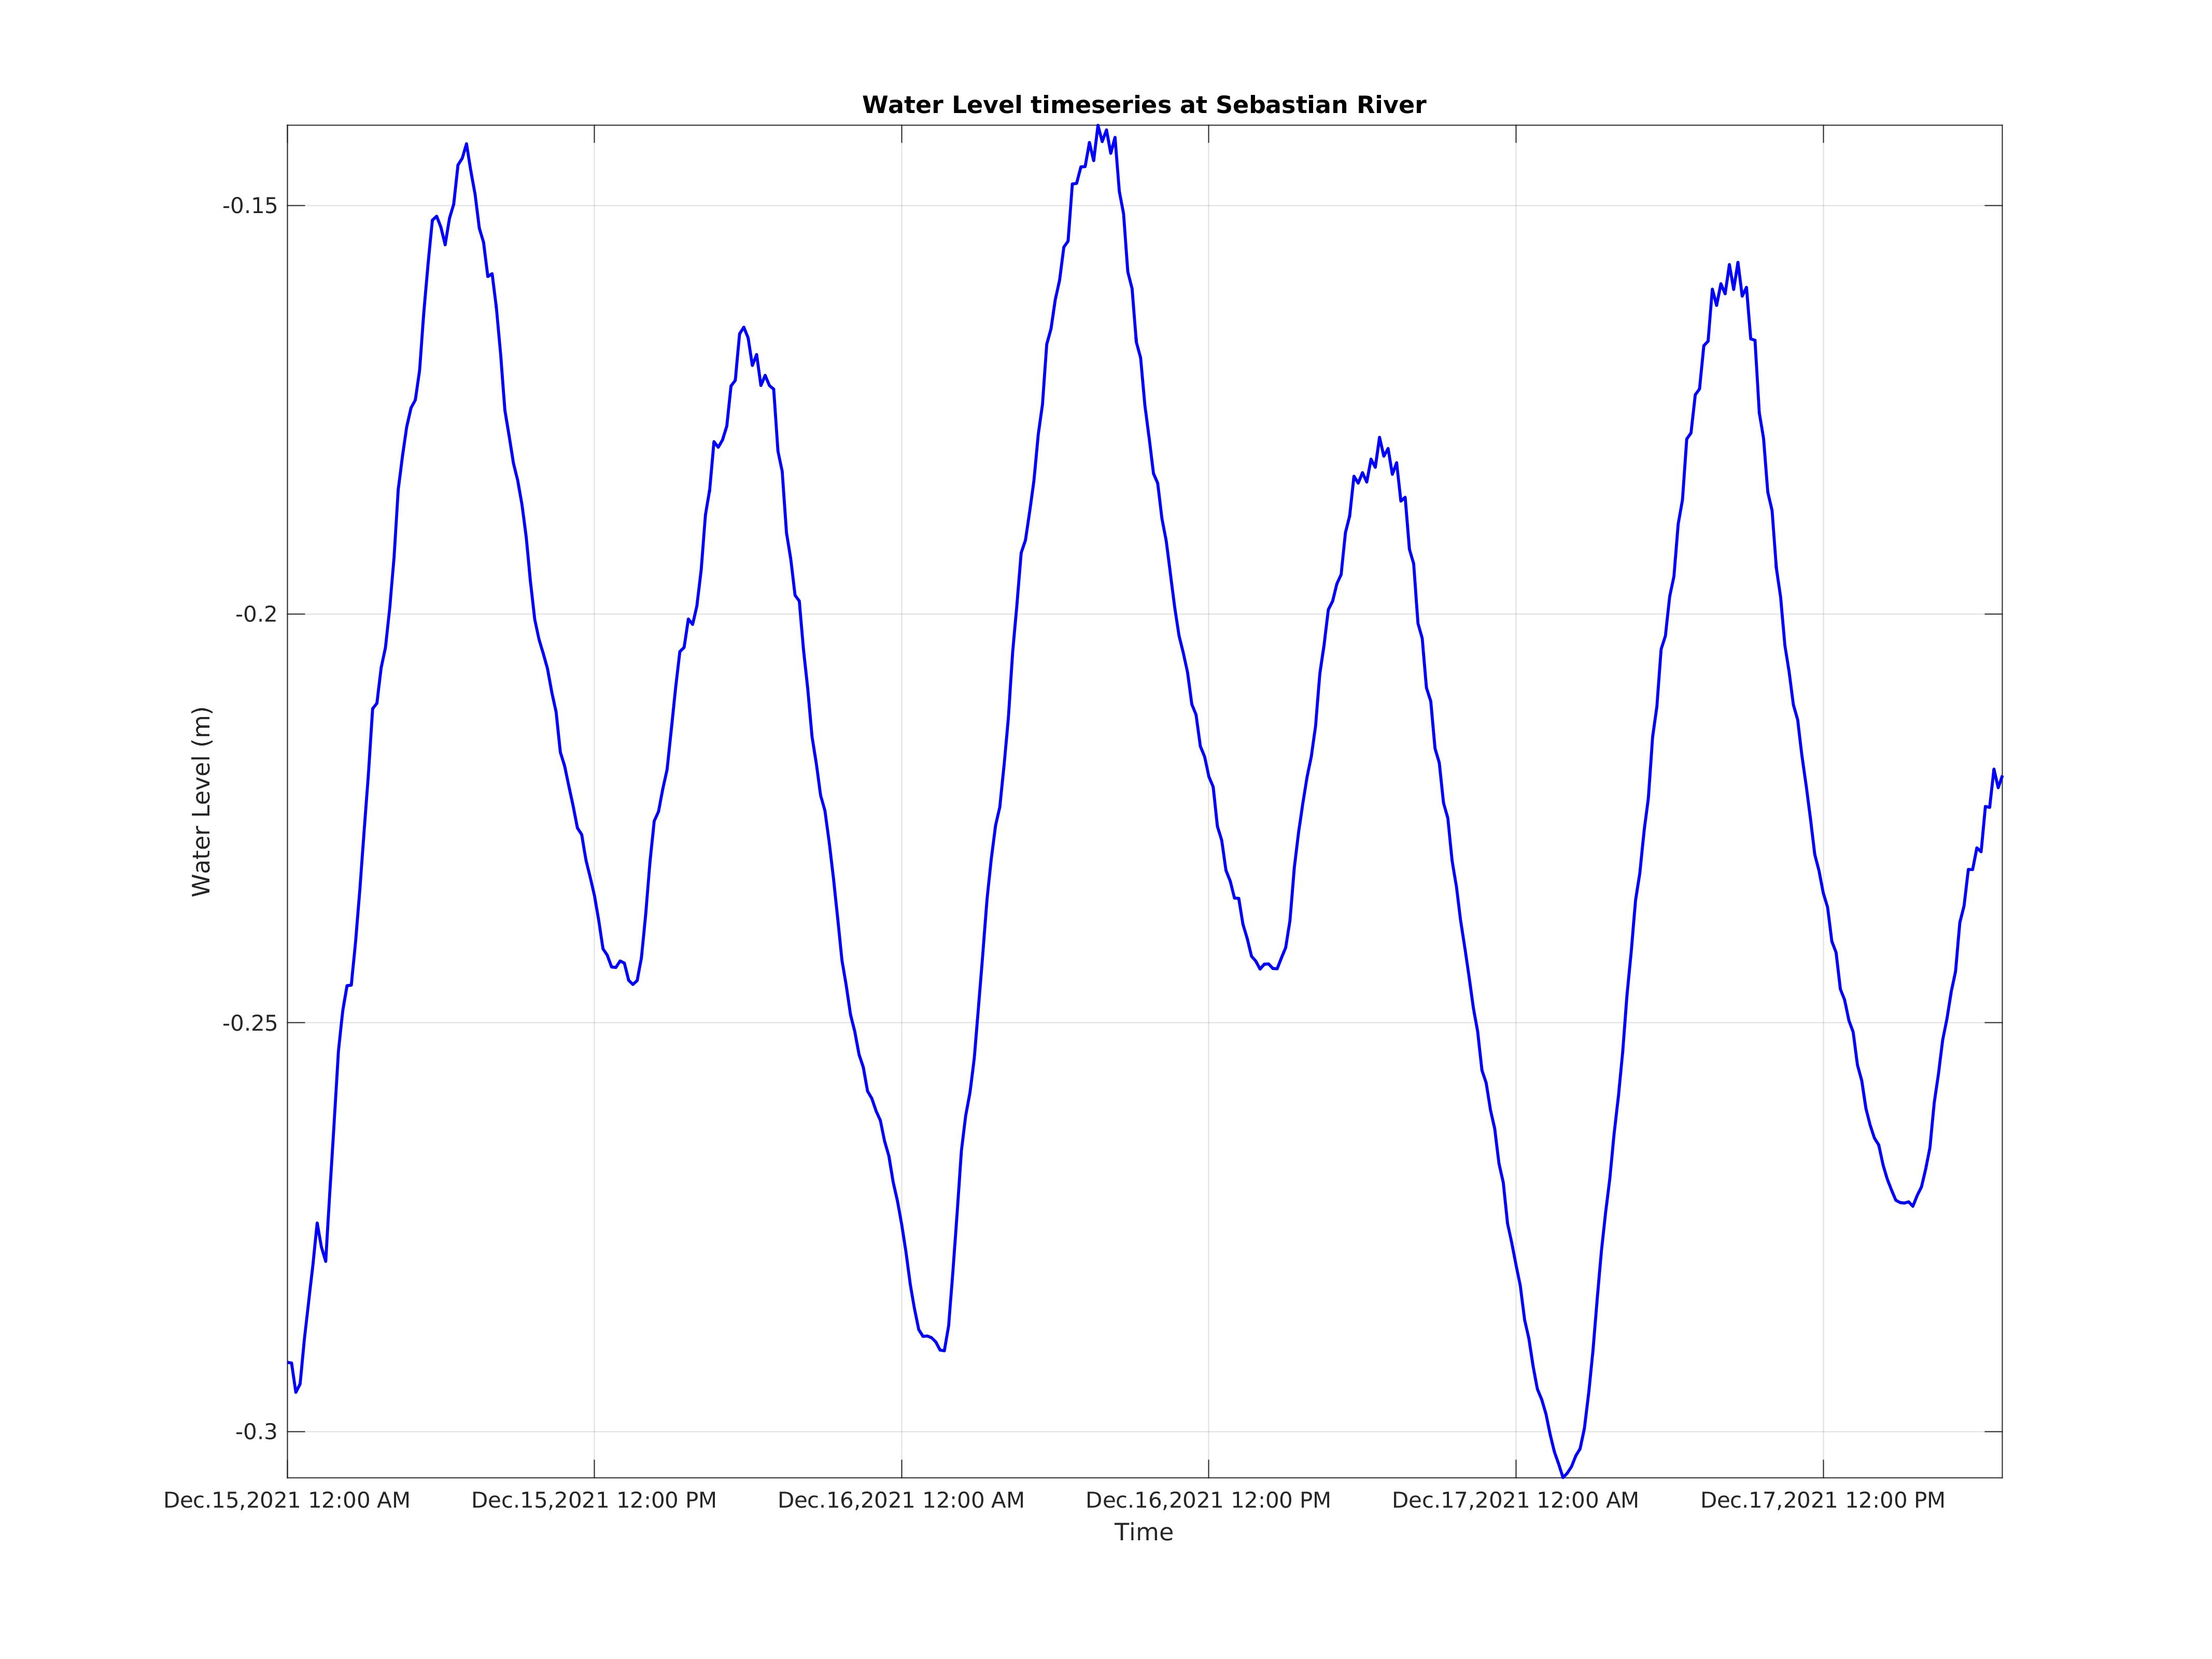 Water Level timeseries at Sebastian River
-0.15
-0.2
-0.25
-0.3
Water Level (m)
Dec.15,2021 12:00 AM
Dec.15,2021 12:00 PM
Dec.16,2021 12:00 AM
Dec.16,2021 12:00 PM
Dec.17,2021 12:00 AM
Dec.17,2021 12:00 PM
Time